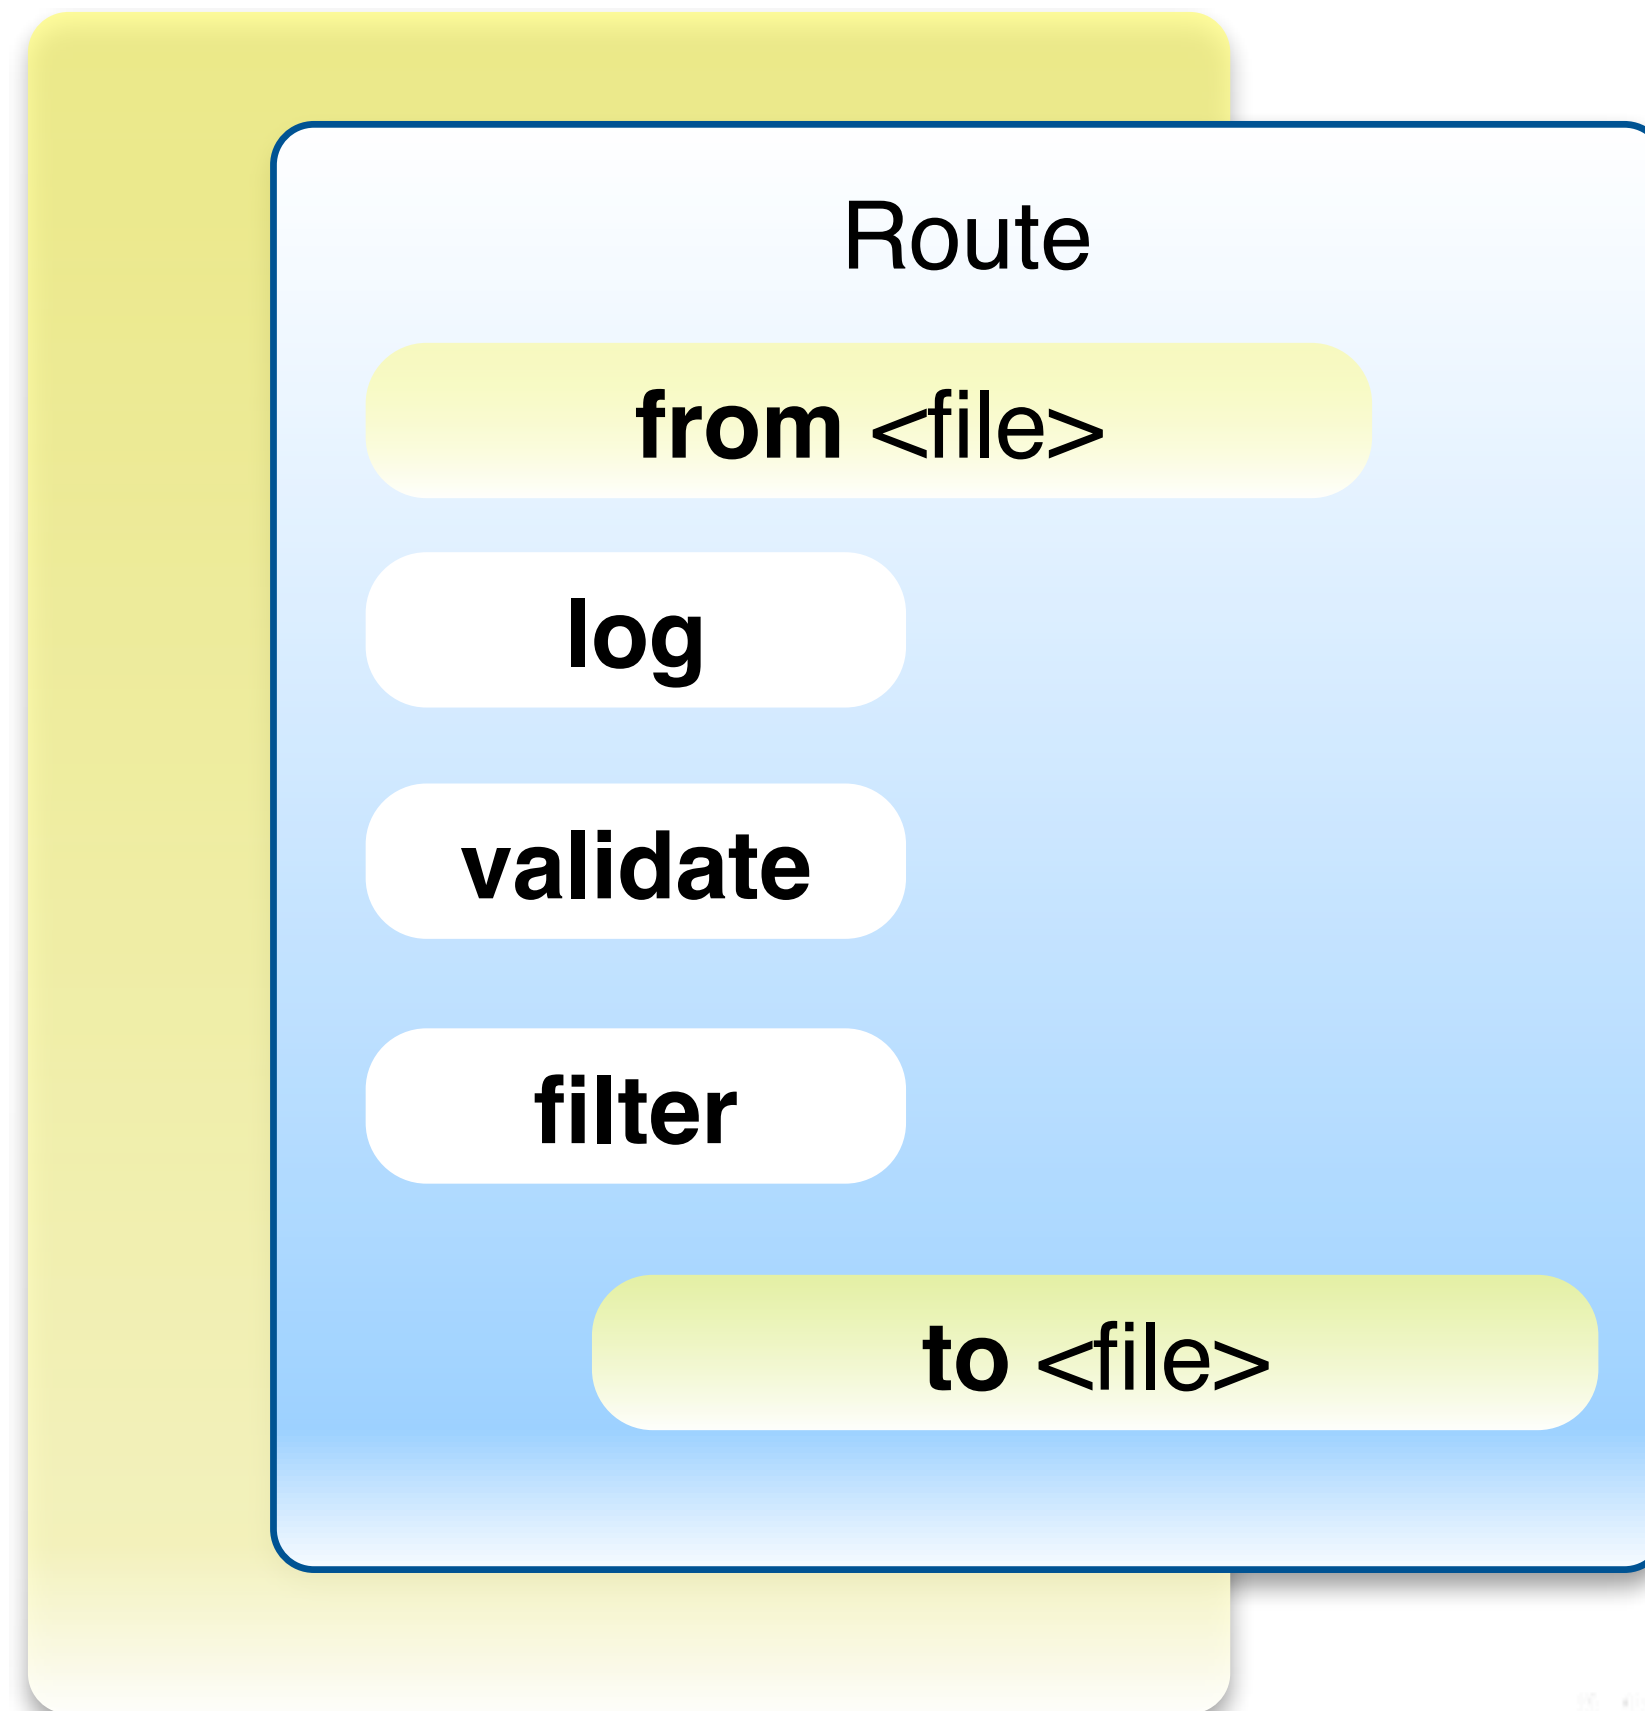 Route
from <file>
log
validate
filter
to <file>